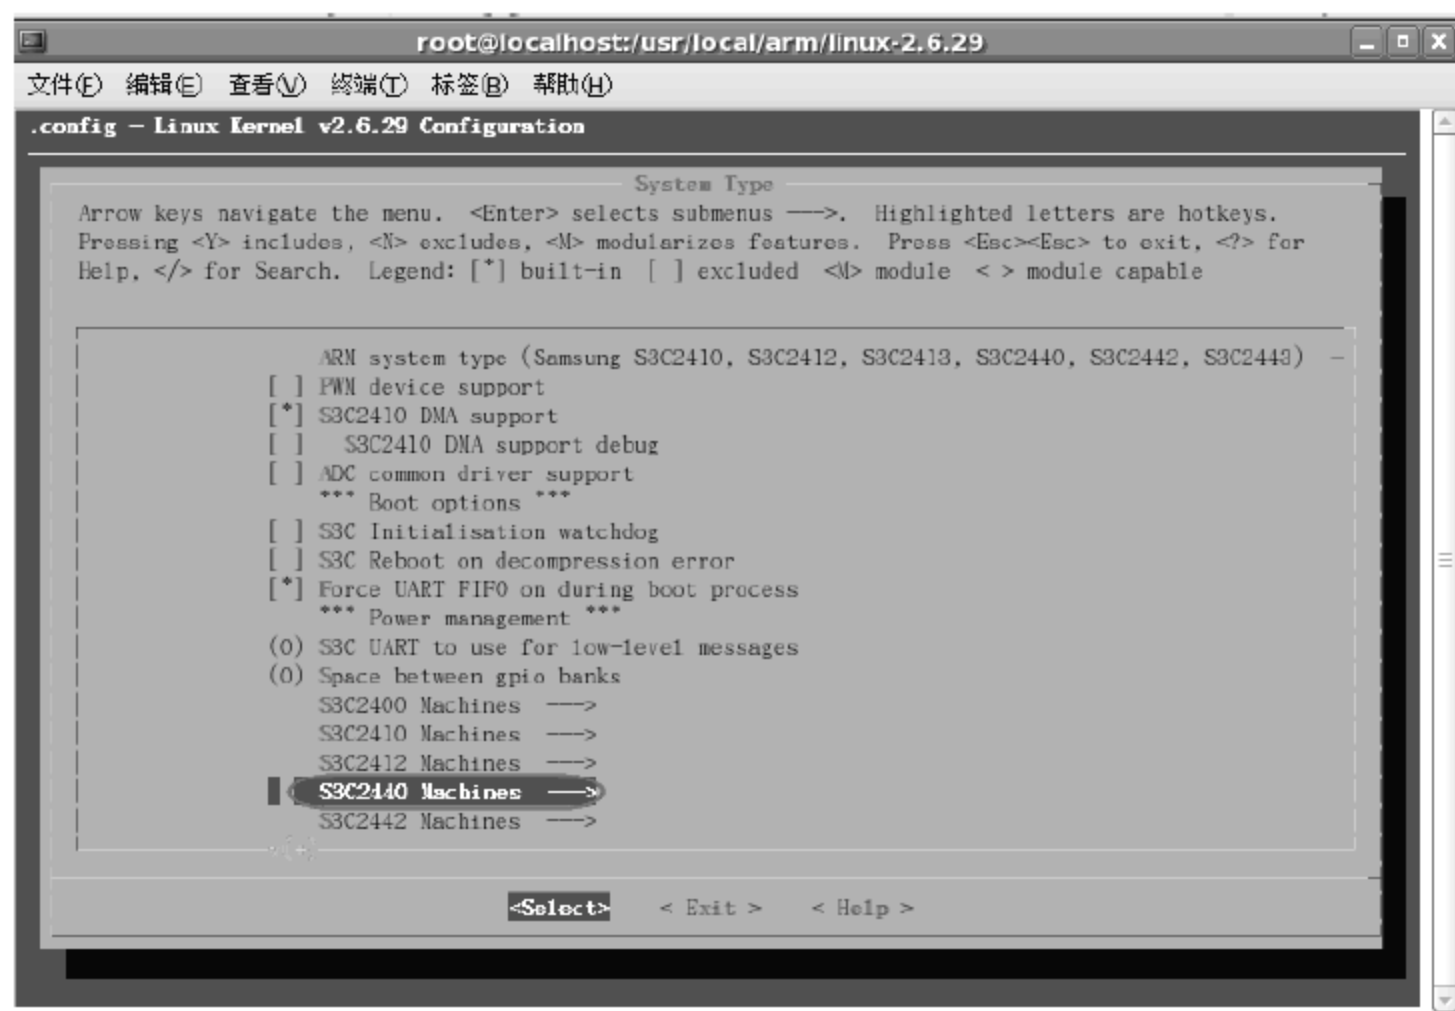 root@localhost:/usr/local/arm/linux-2.6.29
文件(F) 编辑(E) 查看(V) 终端(T) 标签(B) 帮助(H)
.config - Linux Kernel v2.6.29 Configuration
System Type
Arrow keys navigate the menu. <Enter> selects submenus --->. Highlighted letters are hotkeys.
Pressing <Y> includes, <N> excludes, <M> modularizes features. Press <Esc><Esc> to exit, <?> for
Help, </> for Search. Legend: [*] built-in [ ] excluded <M> module < > module capable
ARM system type (Samsung S3C2410, S3C2412, S3C2413, S3C2440, S3C2442, S3C2443) -
[ ] PWM device support
[*] S3C2410 DMA support
[ ] S3C2410 DMA support debug
[ ] ADC common driver support
*** Boot options ***
[ ] S3C Initialisation watchdog
[ ] S3C Reboot on decompression error
[*] Force UART FIFO on during boot process
*** Power management ***
(0) S3C UART to use for low-level messages
(0) Space between gpio banks
S3C2400 Machines --->
S3C2410 Machines --->
S3C2412 Machines --->
S3C2440 Machines --->
S3C2442 Machines --->
<Select> < Exit > < Help >